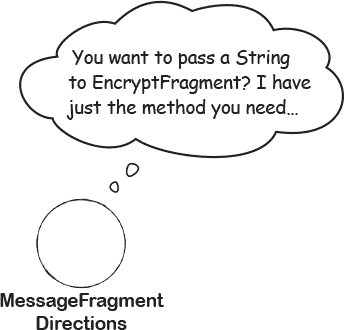 You want to pass a String
to EncryptFragment? I have
just the method you need...
MessageFragment
Directions